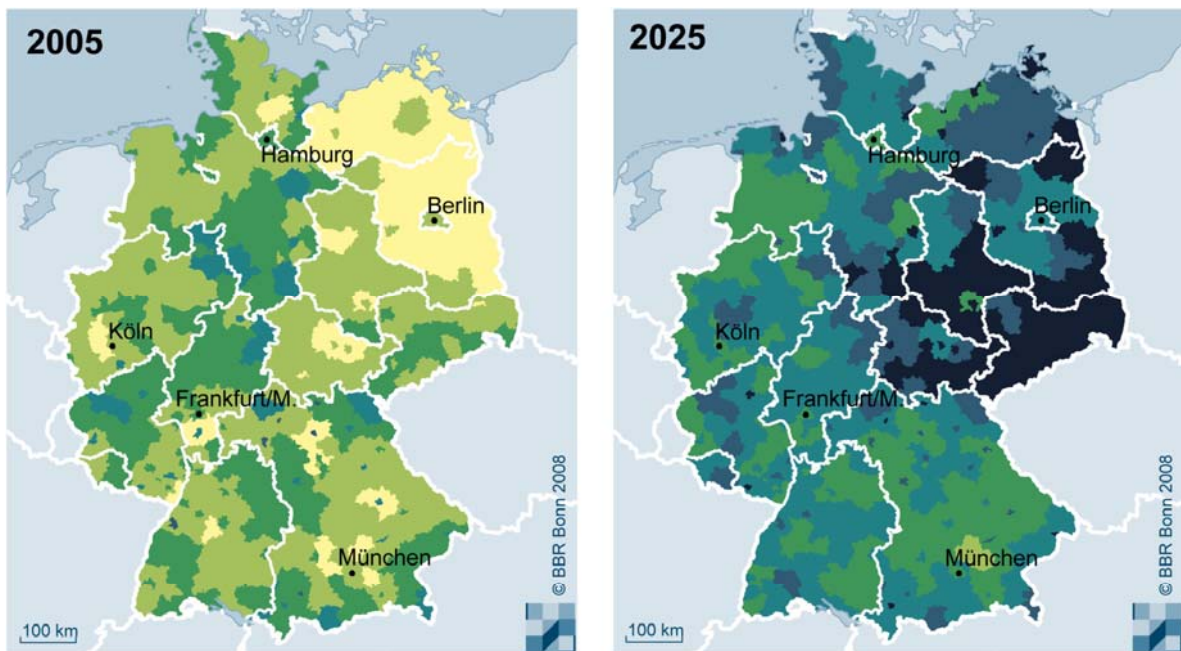 2005
Hamburg
Berlin
Köln
Frankfurt/M.
München
100 km
© BBR Bonn 2008
2025
Hamburg
Berlin
Köln
Frankfurt/M.
München
100 km
© BBR Bonn 2008